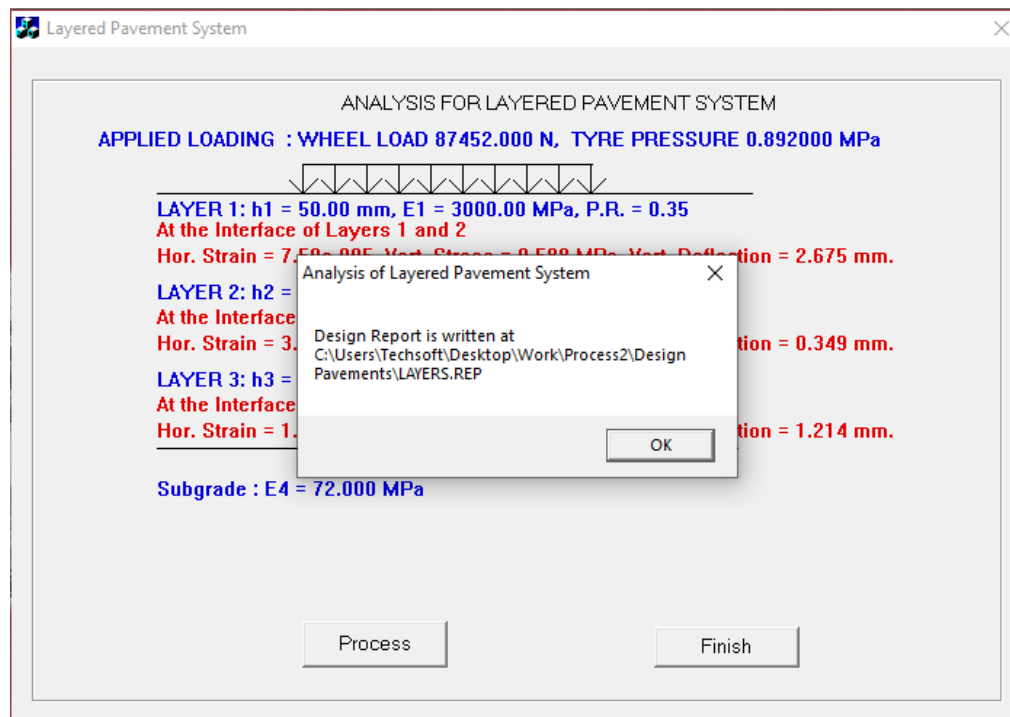 Layered Pavement System
ANALYSIS FOR LAYERED PAVEMENT SYSTEM
APPLIED LOADING : WHEEL LOAD 87452.000 N, TYRE PRESSURE 0.892000 MPa
LAYER 1: h1 = 50.00 mm, E1 = 3000.00 MPa, P.R. = 0.35
At the Interface of Layers 1 and 2
Hor. Strain = 7. tion = 2.675 mm.
Analysis of Layered Pavement System
LAYER 2: h2 =
At the Interface
Hor. Strain = 3. tion = 0.349 mm.
Design Report is written at
C:\Users\Techsoft\Desktop\Work\Process2\Design
Pavements\LAYERS.REP
LAYER 3: h3 =
At the Interface
Hor. Strain = 1. tion = 1.214 mm.
OK
Subgrade : E4 = 72.000 MPa
Process
Finish